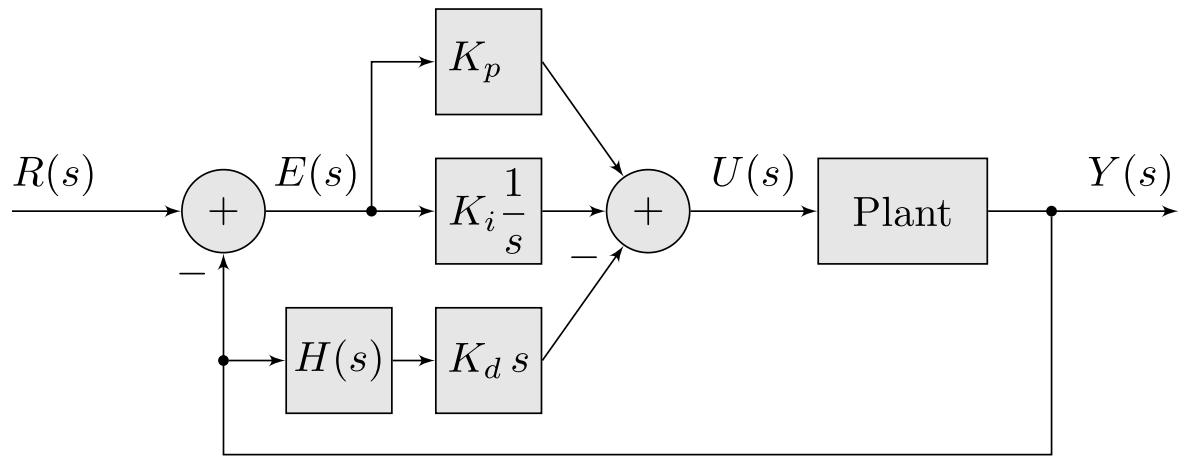 K_p
R(s)
+
E(s)
K_i 1/s
+
U(s)
Plant
Y(s)
−
−
H(s)
K_d s